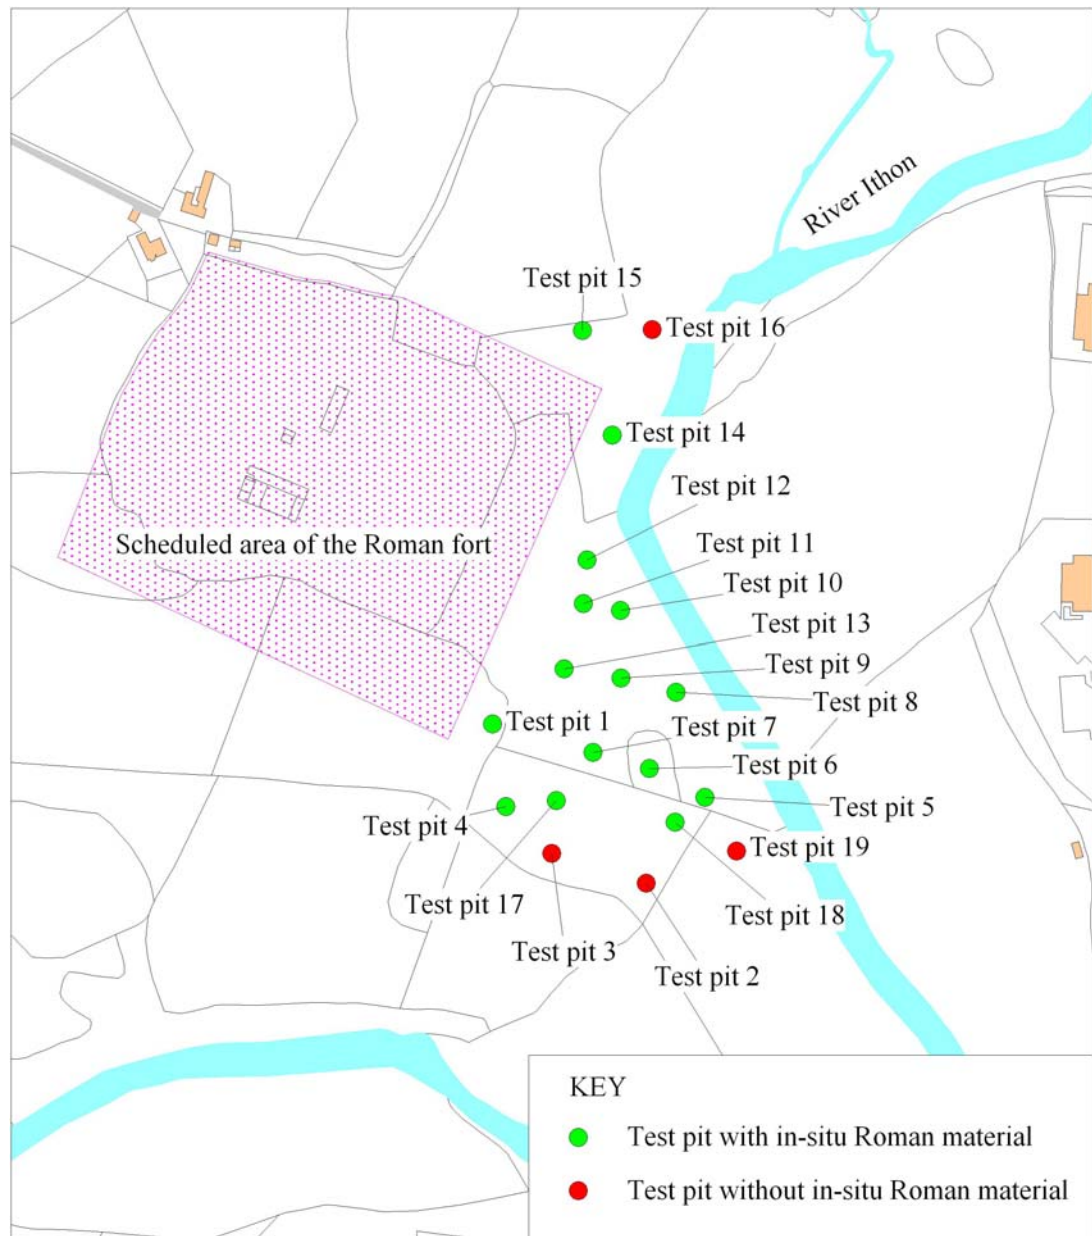 River Ithon
Test pit 15
Test pit 16
Test pit 14
Test pit 12
Test pit 11
Scheduled area of the Roman fort
Test pit 10
Test pit 13
Test pit 9
Test pit 8
Test pit 1
Test pit 7
Test pit 6
Test pit 5
Test pit 4
Test pit 19
Test pit 17
Test pit 18
Test pit 3
Test pit 2
KEY
Test pit with in-situ Roman material
Test pit without in-situ Roman material